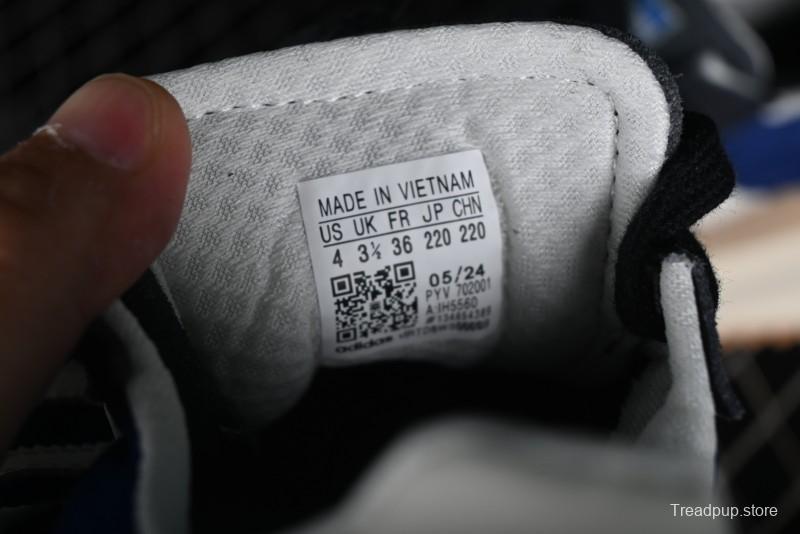 MADE IN VIETNAM
US UK FR JP CHN
4 3½ 36 220 220
05/24
PYV 702001
A:IH5560
adidas
Treadpup.store